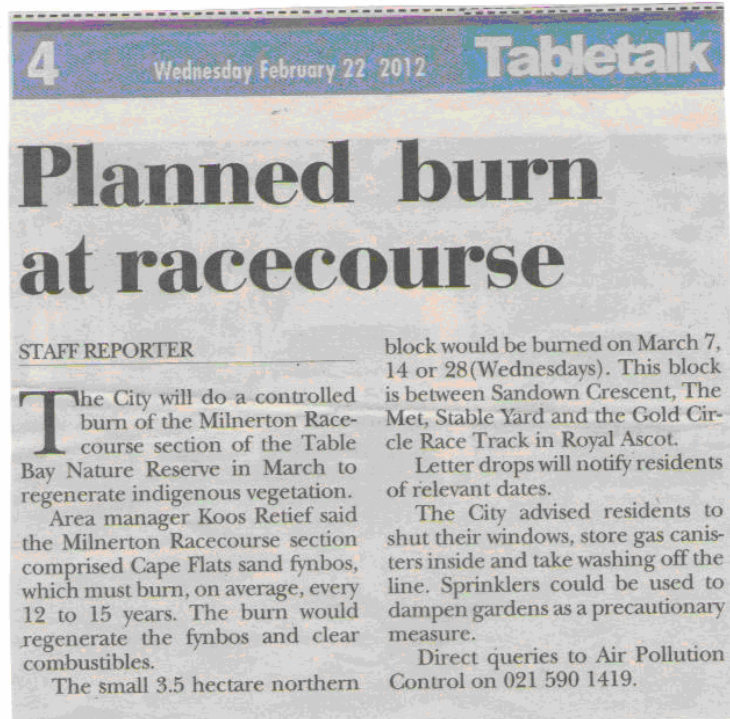 4 Wednesday February 22 2012 Tabletalk
Planned burn
at racecourse
STAFF REPORTER
The City will do a controlled
burn of the Milnerton Race-
course section of the Table
Bay Nature Reserve in March to
regenerate indigenous vegetation.
Area manager Koos Retief said
the Milnerton Racecourse section
comprised Cape Flats sand fynbos,
which must burn, on average, every
12 to 15 years. The burn would
regenerate the fynbos and clear
combustibles.
The small 3.5 hectare northern
block would be burned on March 7,
14 or 28(Wednesdays). This block
is between Sandown Crescent, The
Met, Stable Yard and the Gold Cir-
cle Race Track in Royal Ascot.
Letter drops will notify residents
of relevant dates.
The City advised residents to
shut their windows, store gas canis-
ters inside and take washing off the
line. Sprinklers could be used to
dampen gardens as a precautionary
measure.
Direct queries to Air Pollution
Control on 021 590 1419.